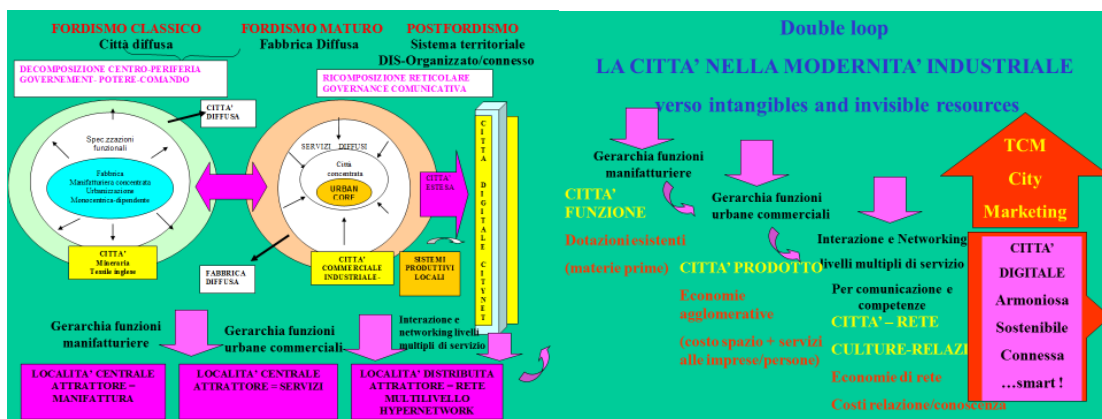 FORDISMO CLASSICO
Città diffusa
FORDISMO MATURO
Fabbrica Diffusa
POSTFORDISMO
Sistema territoriale
DIS-Organizzato/connesso
DECOMPOSIZIONE CENTRO-PERIFERIA
GOVERNEMENT- POTERE-COMANDO
RICOMPOSIZIONE RETICOLARE
GOVERNANCE COMUNICATIVA
CITTA'
DIFFUSA
Spec.zzazioni
funzionali
Fabbrica
Manifatturiera concentrata
Urbanizzazione
Monocentrica-dipendente
CITTA'
Mineraria
Tessile inglese
SERVIZI DIFFUSI
Città
concentrata
URBAN
CORE
FABBRICA
DIFFUSA
CITTA'
COMMERCIALE
INDUSTRIALE-
CITTA'
ESTESA
SISTEMI
PRODUTTIVI
LOCALI
CITTA DIGITALE CITYNET
Gerarchia funzioni
manifatturiere
Gerarchia funzioni
urbane commerciali
Interazione e
networking livelli
multipli di servizio
LOCALITA' CENTRALE
ATTRATTORE =
MANIFATTURA
LOCALITA' CENTRALE
ATTRATTORE = SERVIZI
LOCALITA' DISTRIBUITA
ATTRATTORE = RETE
MULTILIVELLO
HYPERNETWORK
Double loop
LA CITTA' NELLA MODERNITA' INDUSTRIALE
verso intangibles and invisible resources
Gerarchia funzioni
manifatturiere
CITTA'
FUNZIONE
Dotazioni esistenti
(materie prime)
Gerarchia funzioni
urbane commerciali
CITTA' PRODOTTO
Economie
agglomerative
(costo spazio + servizi
alle imprese/persone)
Interazione e Networking
livelli multipli di servizio
Per comunicazione e
competenze
CITTA' – RETE
CULTURE-RELAZI
Economie di rete
Costi relazione/conoscenza
TCM
City
Marketing
CITTA'
DIGITALE
Armoniosa
Sostenibile
Connessa
…smart !